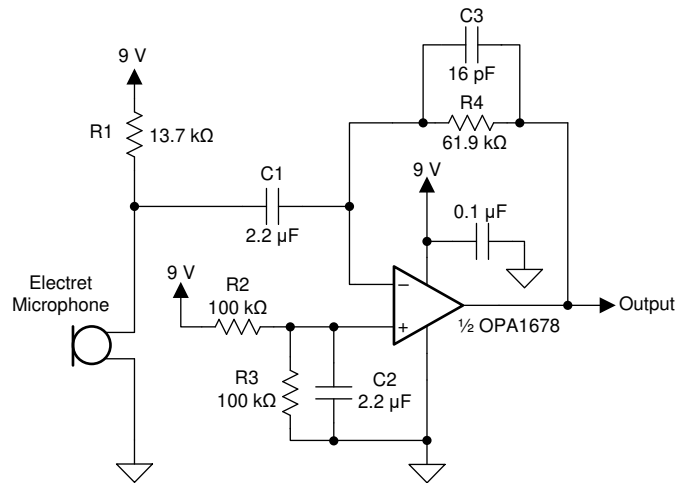 C3
16 pF
R4
61.9 kΩ
9 V
R1
13.7 kΩ
C1
2.2 µF
9 V
0.1 µF
Electret
Microphone
9 V
R2
100 kΩ
−
+
½ OPA1678
Output
R3
100 kΩ
C2
2.2 µF